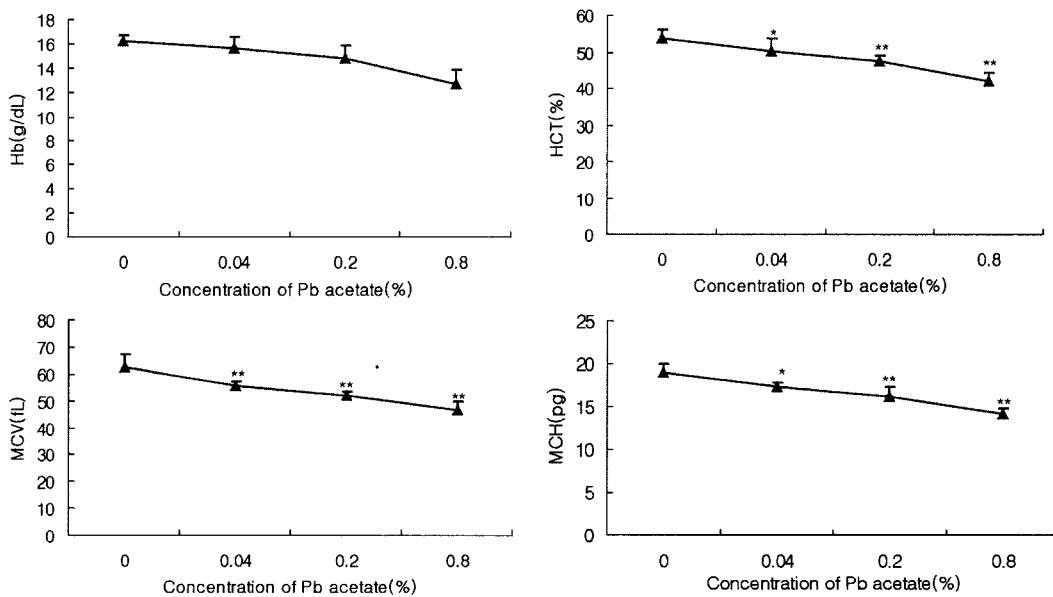 18
16
14
12
10
8
6
4
2
0
Hb(g/dL)
0 0.04 0.2 0.8
Concentration of Pb acetate(%)
60
50
40
30
20
10
0
HCT(%)
* ** **
0 0.04 0.2 0.8
Concentration of Pb acetate(%)
80
70
60
50
40
30
20
10
0
MCV(fL)
** ** **
0 0.04 0.2 0.8
Concentration of Pb acetate(%)
25
20
15
10
5
0
MCH(pg)
* ** **
0 0.04 0.2 0.8
Concentration of Pb acetate(%)